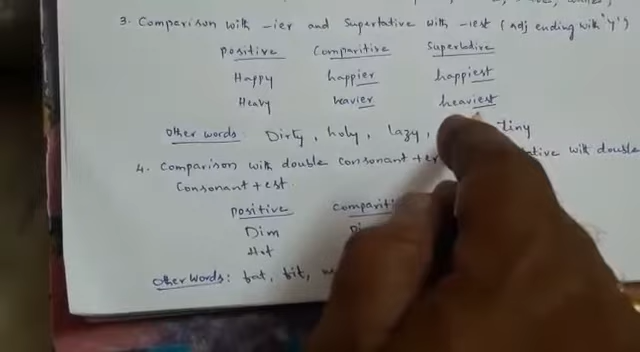 3. Comparison with -ier and Superlative with -iest (adj ending with 'y')
positive Comparitive Superlative
Happy happier happiest
Heavy heavier heaviest
Other words: Dirty, holy, lazy, tiny
4. Comparison with double consonant + er with double
Consonant + est.
positive
Dim
Hot
Other words: fat, fit,